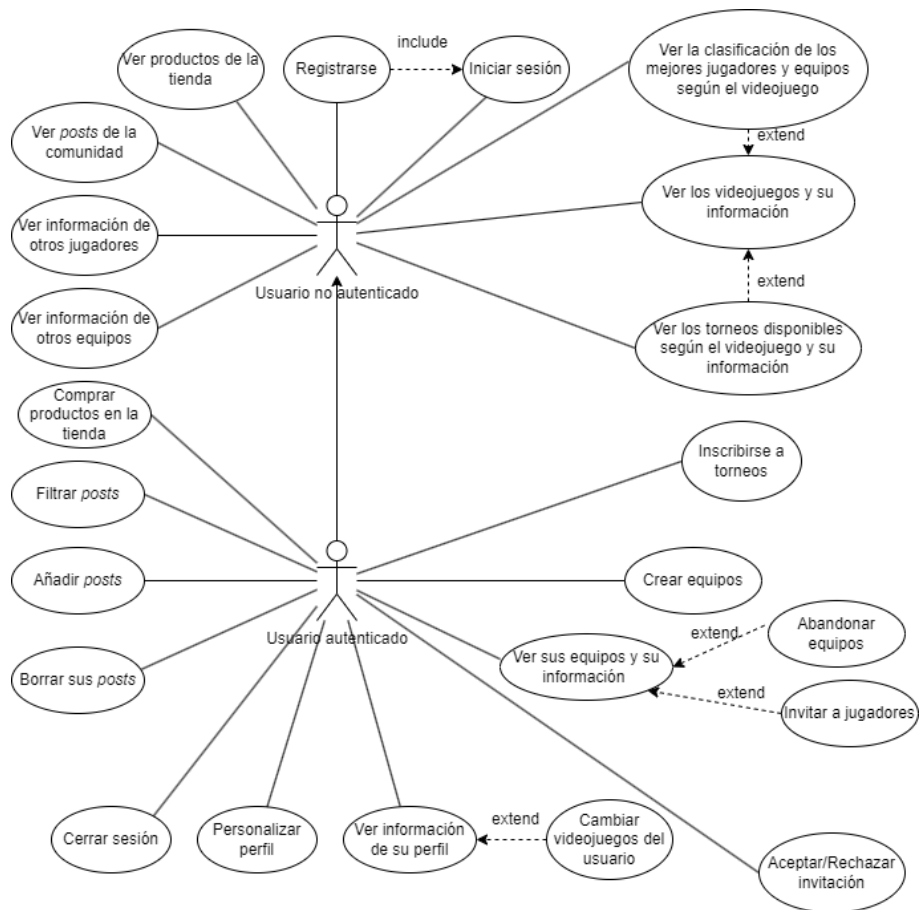 Ver productos de la
tienda
Registrarse
include
Iniciar sesión
Ver la clasificación de los
mejores jugadores y equipos
según el videojuego
extend
Ver posts de la
comunidad
Ver los videojuegos y su
información
Ver información de
otros jugadores
extend
Usuario no autenticado
Ver información de
otros equipos
Ver los torneos disponibles
según el videojuego y su
información
Comprar
productos en la
tienda
Inscribirse a
torneos
Filtrar posts
Añadir posts
Crear equipos
Usuario autenticado
extend
Abandonar
equipos
Ver sus equipos y su
información
Borrar sus posts
extend
Invitar a jugadores
Cerrar sesión
Personalizar
perfil
Ver información
de su perfil
extend
Cambiar
videojuegos del
usuario
Aceptar/Rechazar
invitación